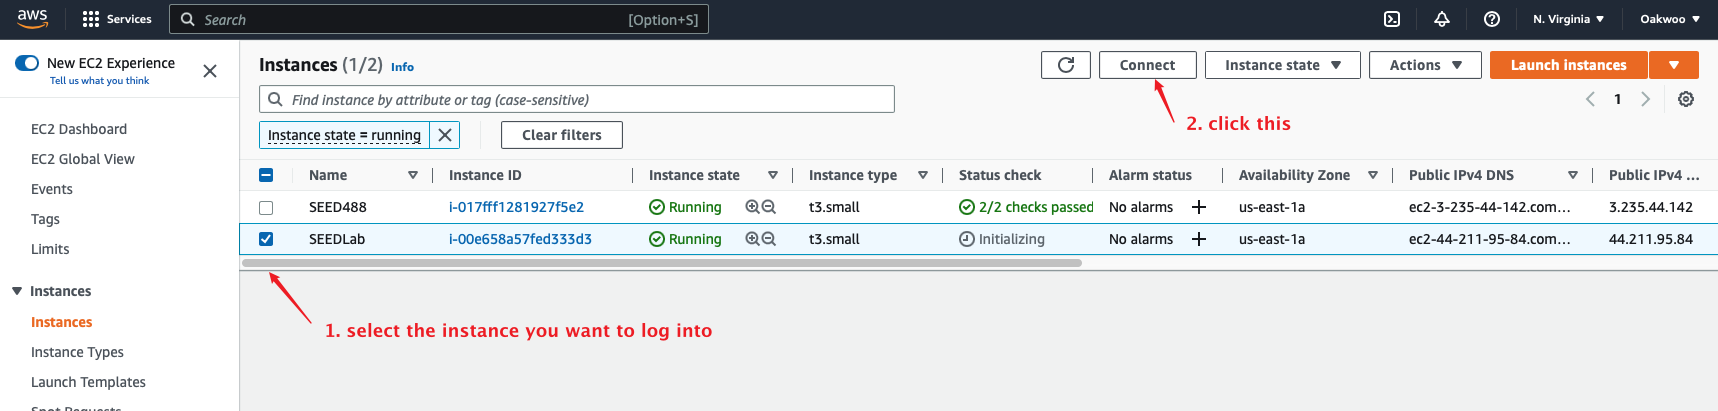 aws Services Search [Option+S] N. Virginia Oakwoo
New EC2 Experience
Tell us what you think
EC2 Dashboard
EC2 Global View
Events
Tags
Limits
Instances
Instances
Instance Types
Launch Templates
Spot Requests
Instances (1/2) Info Connect Instance state Actions Launch instances
Find instance by attribute or tag (case-sensitive) 1
2. click this
Instance state = running Clear filters
Name Instance ID Instance state Instance type Status check Alarm status Availability Zone Public IPv4 DNS Public IPv4 ...
SEED488 i-017fff1281927f5e2 Running t3.small 2/2 checks passed No alarms us-east-1a ec2-3-235-44-142.com... 3.235.44.142
SEEDLab i-00e658a57fed333d3 Running t3.small Initializing No alarms us-east-1a ec2-44-211-95-84.com... 44.211.95.84
1. select the instance you want to log into